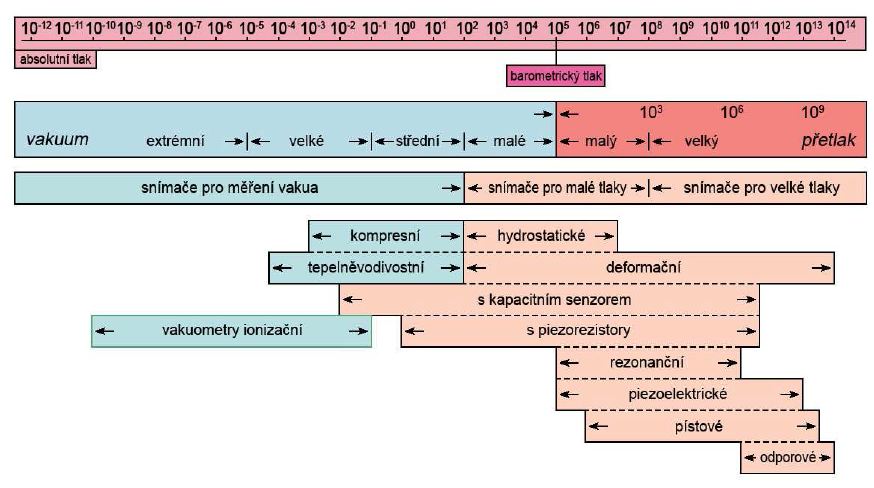 10⁻¹² 10⁻¹¹ 10⁻¹⁰ 10⁻⁹ 10⁻⁸ 10⁻⁷ 10⁻⁶ 10⁻⁵ 10⁻⁴ 10⁻³ 10⁻² 10⁻¹ 10⁰ 10¹ 10² 10³ 10⁴ 10⁵ 10⁶ 10⁷ 10⁸ 10⁹ 10¹⁰ 10¹¹ 10¹² 10¹³ 10¹⁴
absolutní tlak
barometrický tlak
10³ 10⁶ 10⁹
vakuum extrémní velké střední malé malý velký přetlak
snímače pro měření vakua snímače pro malé tlaky snímače pro velké tlaky
kompresní hydrostatické
tepelněvodivostní deformační
s kapacitním senzorem
vakuometry ionizační s piezorezistory
rezonanční
piezoelektrické
pístové
odporové